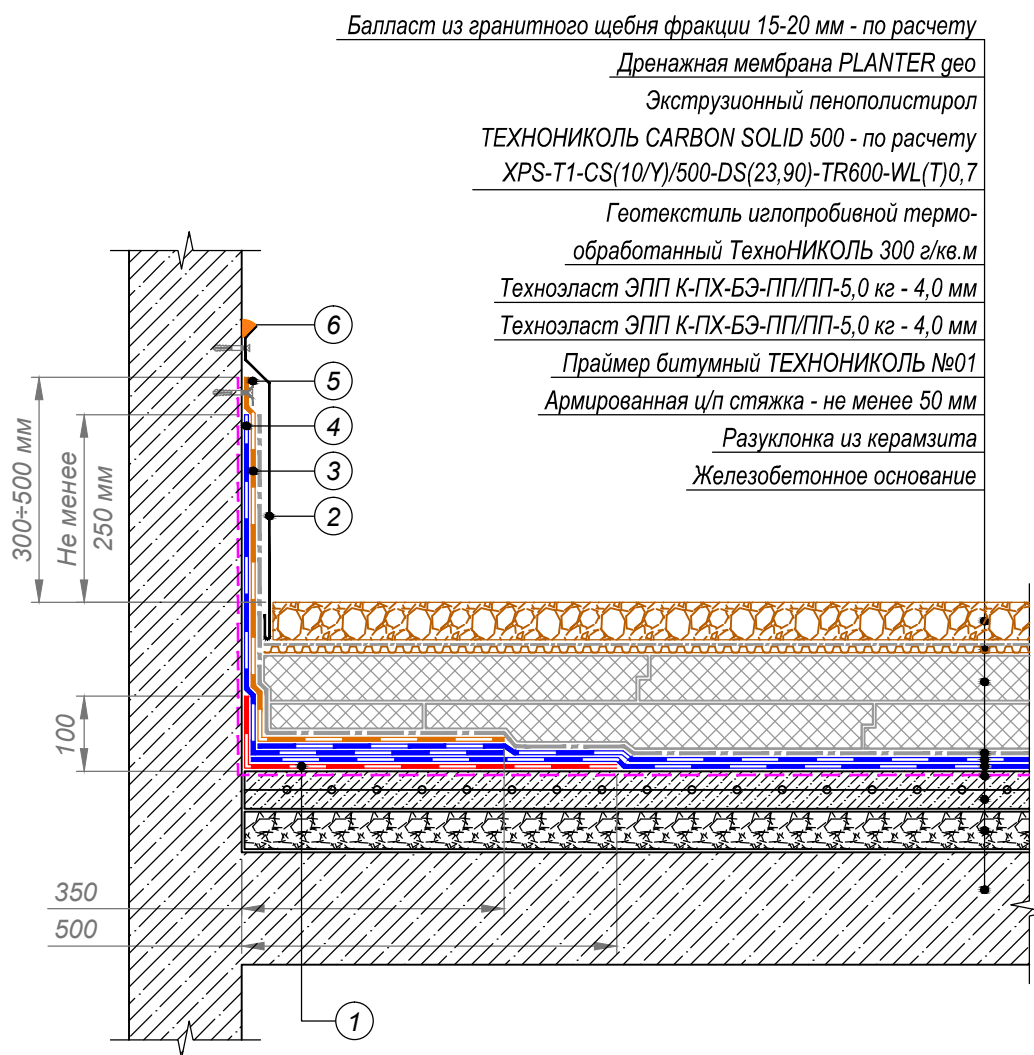 Балласт из гранитного щебня фракции 15-20 мм - по расчету
Дренажная мембрана PLANTER geo
Экструзионный пенополистирол
ТЕХНОНИКОЛЬ CARBON SOLID 500 - по расчету
XPS-T1-CS(10/Y)/500-DS(23,90)-TR600-WL(T)0,7
Геотекстиль иглопробивной термо-
обработанный ТехноНИКОЛЬ 300 г/кв.м
Техноэласт ЭПП К-ПХ-БЭ-ПП/ПП-5,0 кг - 4,0 мм
Техноэласт ЭПП К-ПХ-БЭ-ПП/ПП-5,0 кг - 4,0 мм
Праймер битумный ТЕХНОНИКОЛЬ №01
Армированная ц/п стяжка - не менее 50 мм
Разуклонка из керамзита
Железобетонное основание
6
5
4
3
2
300÷500 мм
Не менее
250 мм
100
350
500
1